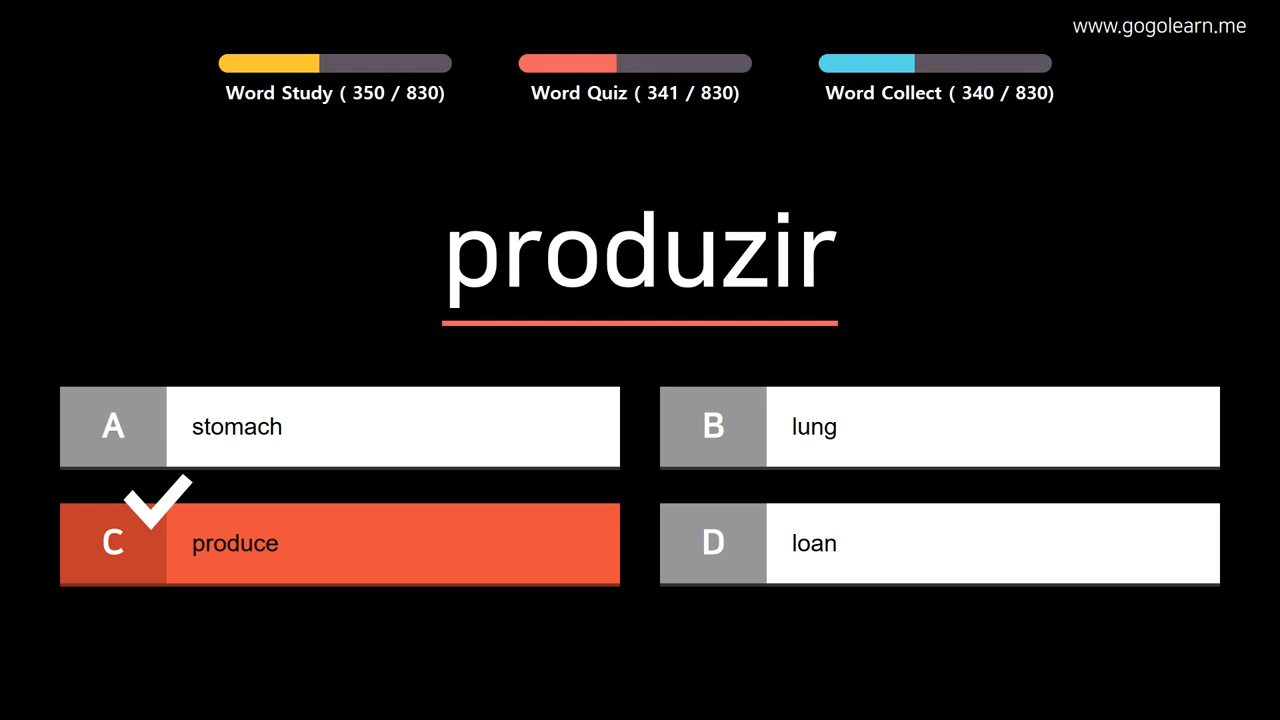 www.gogolearn.me
Word Study ( 350 / 830)
Word Quiz ( 341 / 830)
Word Collect ( 340 / 830)
produzir
A stomach
B lung
C produce
D loan